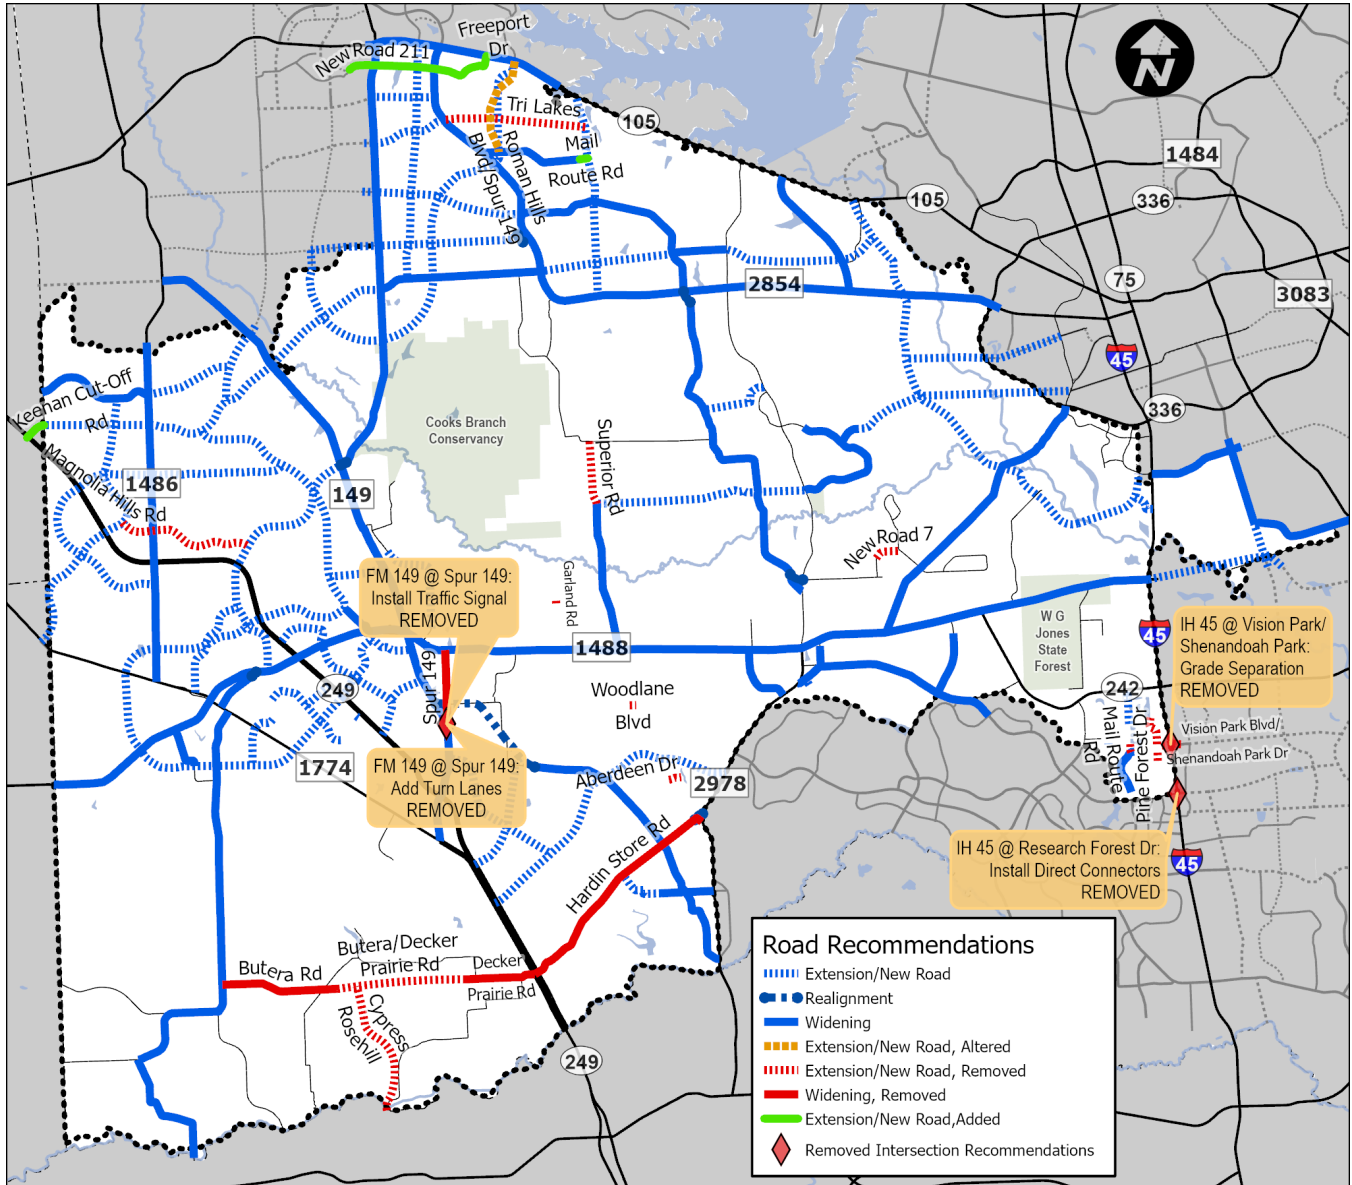 Freeport
Dr
New Road 211
Tri Lakes
105
Mail
Route Rd
Roman Hills
Blvd/Spur 149
N
1484
336
105
75
2854
3083
45
336
Keenan Cut-Off
Rd
Cooks Branch
Conservancy
Magnolia Hills Rd
1486
149
Superior Rd
New Road 7
Garland Rd
FM 149 @ Spur 149:
Install Traffic Signal
REMOVED
W G
Jones
State
Forest
45
IH 45 @ Vision Park/
Shenandoah Park:
Grade Separation
REMOVED
1488
249
Spur 149
Woodlane
Blvd
242
Mail Route
Rd
Pine Forest Dr
Vision Park Blvd/
Shenandoah Park Dr
1774
FM 149 @ Spur 149:
Add Turn Lanes
REMOVED
Aberdeen Dr
2978
Hardin Store Rd
IH 45 @ Research Forest Dr:
Install Direct Connectors
REMOVED
45
Butera Rd
Butera/Decker
Prairie Rd
Decker
Prairie Rd
Cypress
Rosehill
249
Road Recommendations
Extension/New Road
Realignment
Widening
Extension/New Road, Altered
Extension/New Road, Removed
Widening, Removed
Extension/New Road,Added
Removed Intersection Recommendations